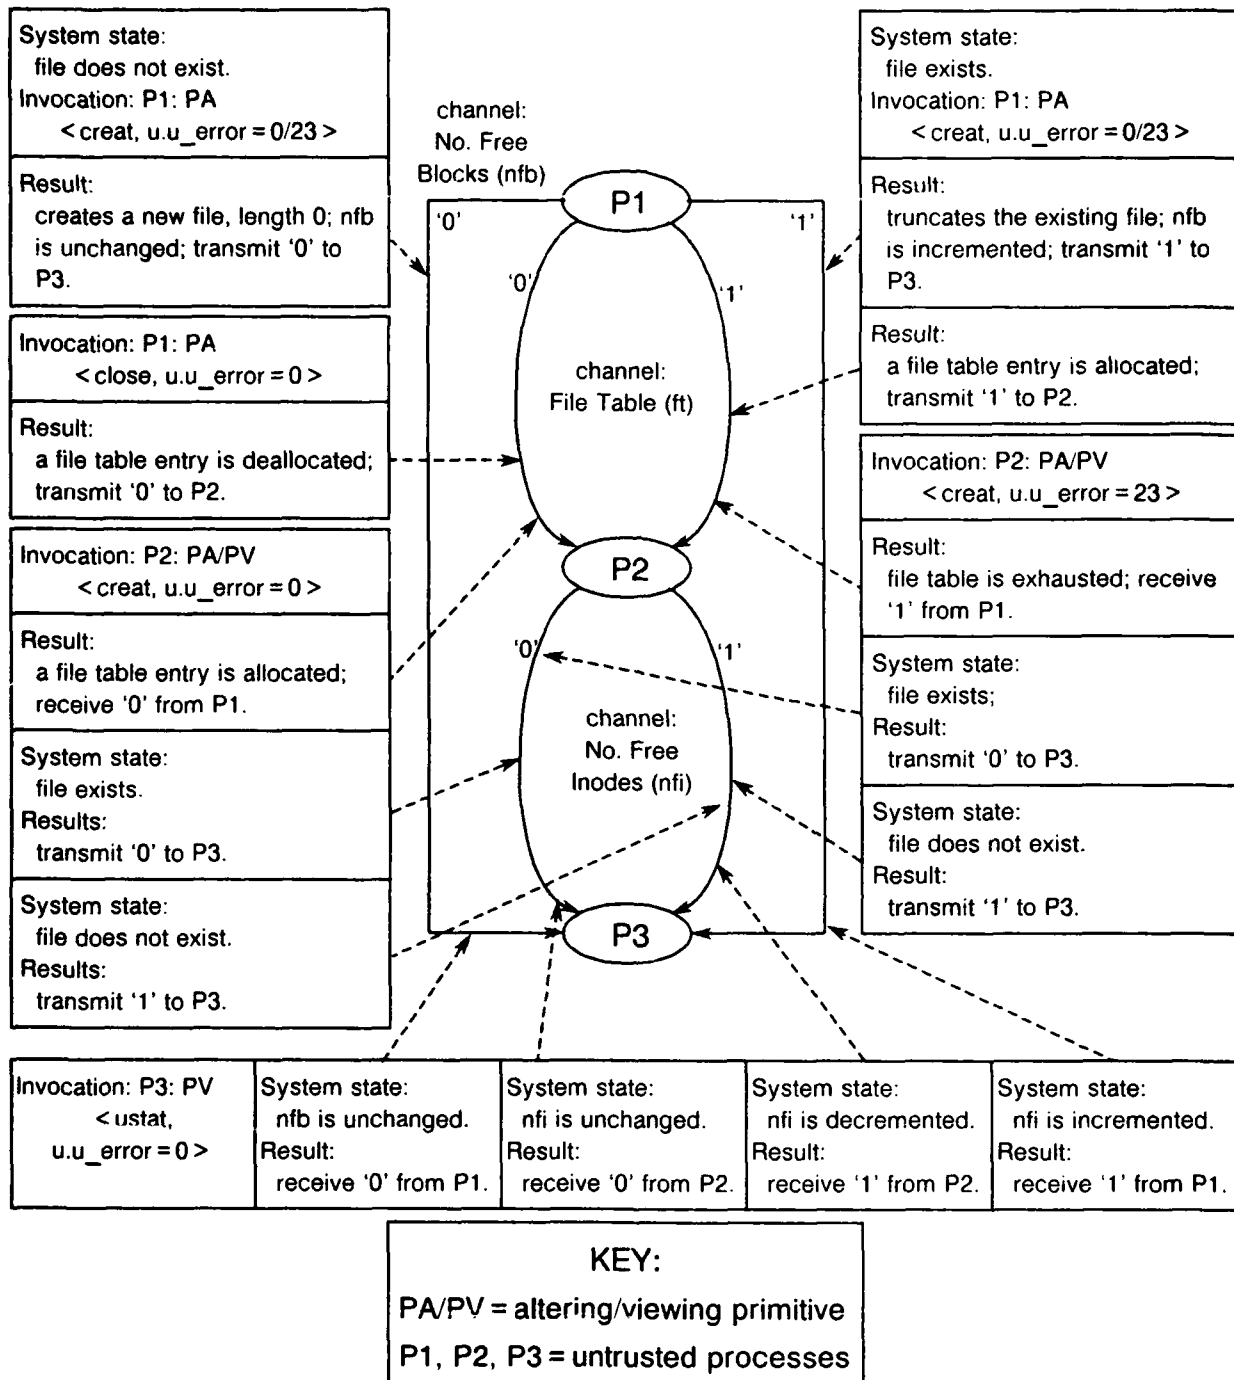 System state:
file does not exist.
Invocation: P1: PA
< creat, u.u_error = 0/23 >
Result:
creates a new file, length 0; nfb
is unchanged; transmit ‘0’ to
P3.
Invocation: P1: PA
< close, u.u_error = 0 >
Result:
a file table entry is deallocated;
transmit ‘0’ to P2.
Invocation: P2: PA/PV
< creat, u.u_error = 0 >
Result:
a file table entry is allocated;
receive ‘0’ from P1.
System state:
file exists.
Results:
transmit ‘0’ to P3.
System state:
file does not exist.
Results:
transmit ‘1’ to P3.
channel:
No. Free
Blocks (nfb)
P1
‘0’
‘1’
‘0’
‘1’
channel:
File Table (ft)
P2
‘0’
‘1’
channel:
No. Free
Inodes (nfi)
P3
System state:
file exists.
Invocation: P1: PA
< creat, u.u_error = 0/23 >
Result:
truncates the existing file; nfb
is incremented; transmit ‘1’ to
P3.
Result:
a file table entry is allocated;
transmit ‘1’ to P2.
Invocation: P2: PA/PV
< creat, u.u_error = 23 >
Result:
file table is exhausted; receive
‘1’ from P1.
System state:
file exists;
Result:
transmit ‘0’ to P3.
System state:
file does not exist.
Result:
transmit ‘1’ to P3.
Invocation: P3: PV
< ustat,
u.u_error = 0 >
System state:
nfb is unchanged.
Result:
receive ‘0’ from P1.
System state:
nfi is unchanged.
Result:
receive ‘0’ from P2.
System state:
nfi is decremented.
Result:
receive ‘1’ from P2.
System state:
nfi is incremented.
Result:
receive ‘1’ from P1.
KEY:
PA/PV = altering/viewing primitive
P1, P2, P3 = untrusted processes